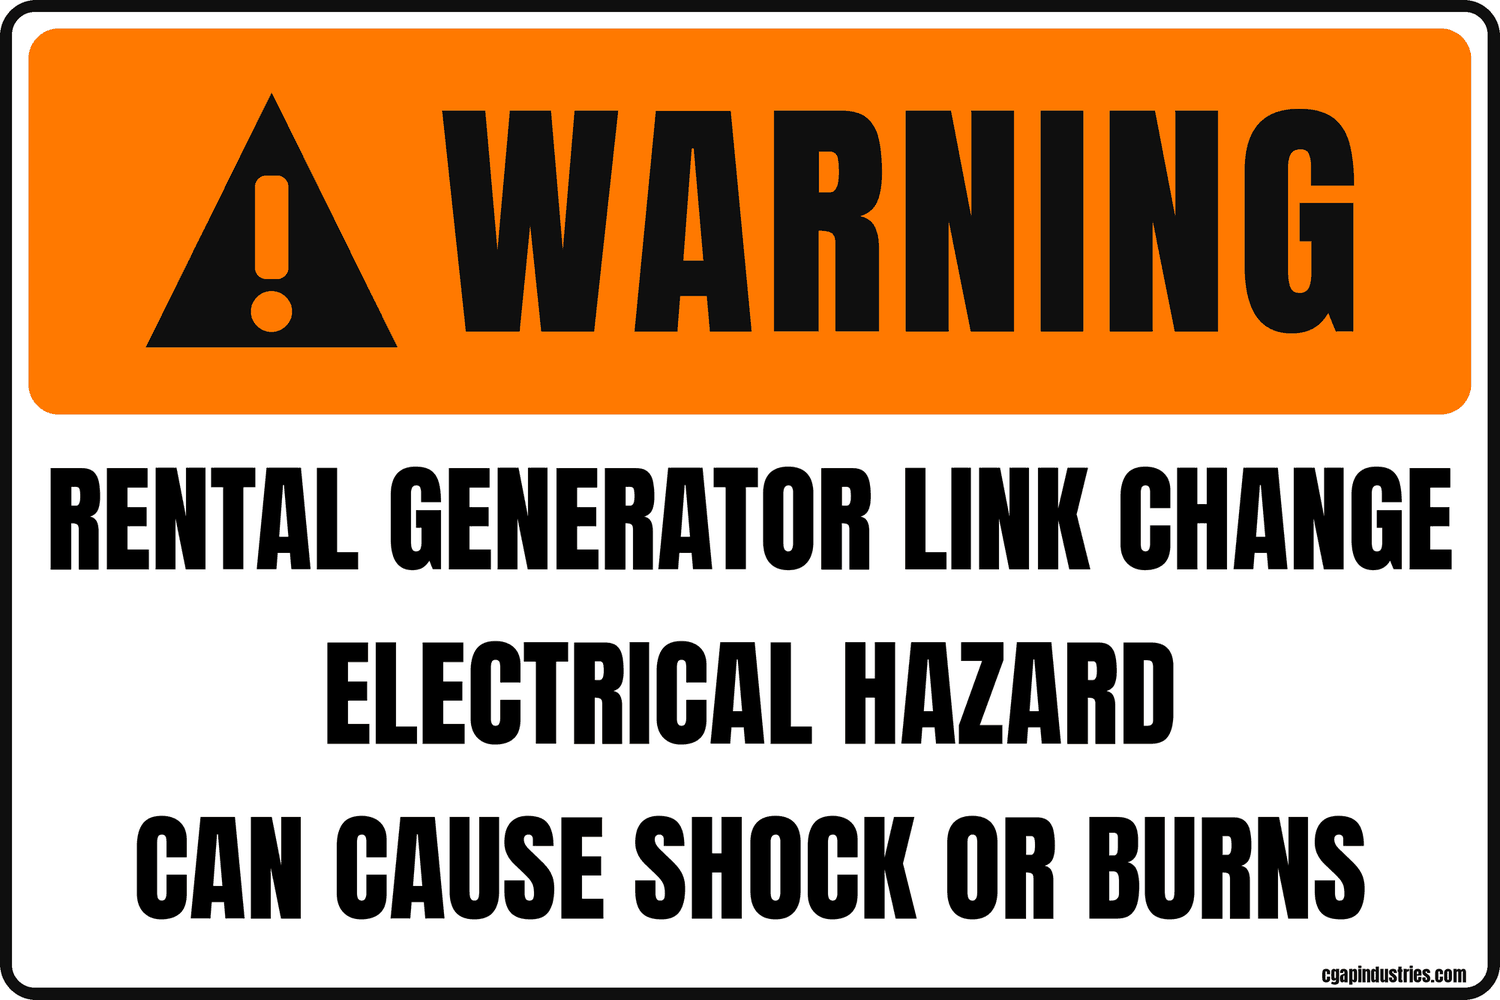 WARNING
RENTAL GENERATOR LINK CHANGE
ELECTRICAL HAZARD
CAN CAUSE SHOCK OR BURNS
cgapindustries.com